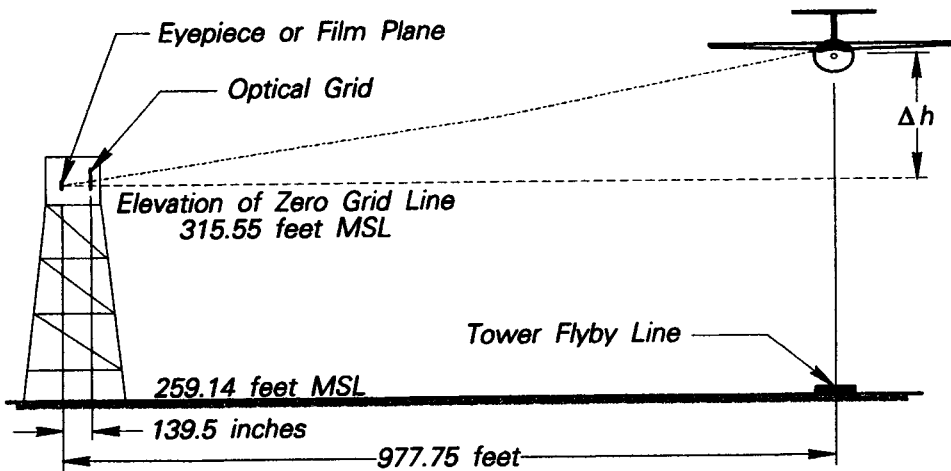 Eyepiece or Film Plane
Optical Grid
Δh
Elevation of Zero Grid Line
315.55 feet MSL
Tower Flyby Line
259.14 feet MSL
139.5 inches
977.75 feet